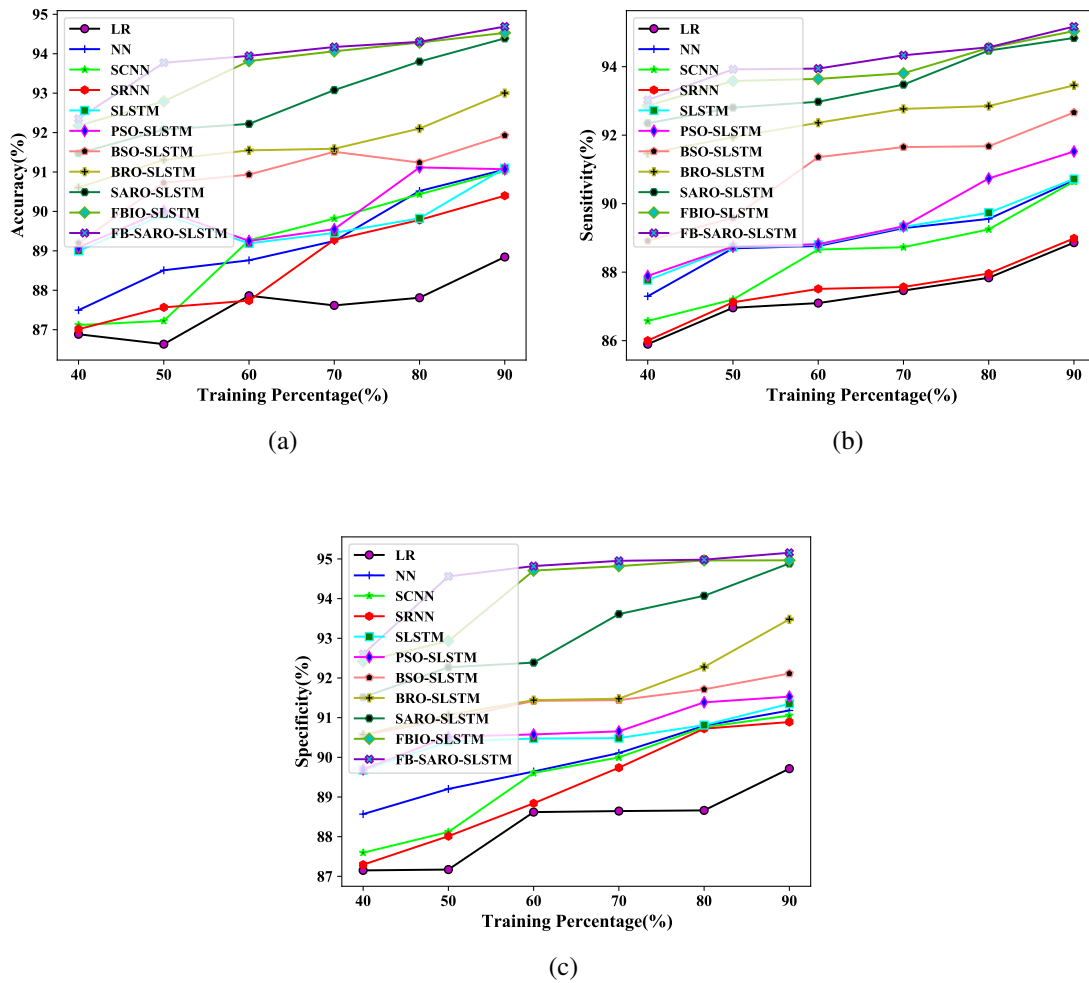 95
94
93
92
91
90
89
88
87
Accuracy(%)
LR
NN
SCNN
SRNN
SLSTM
PSO-SLSTM
BSO-SLSTM
BRO-SLSTM
SARO-SLSTM
FBIO-SLSTM
FB-SARO-SLSTM
40 50 60 70 80 90
Training Percentage(%)
(a)
94
92
90
88
86
Sensitivity(%)
LR
NN
SCNN
SRNN
SLSTM
PSO-SLSTM
BSO-SLSTM
BRO-SLSTM
SARO-SLSTM
FBIO-SLSTM
FB-SARO-SLSTM
40 50 60 70 80 90
Training Percentage(%)
(b)
95
94
93
92
91
90
89
88
87
Specificity(%)
LR
NN
SCNN
SRNN
SLSTM
PSO-SLSTM
BSO-SLSTM
BRO-SLSTM
SARO-SLSTM
FBIO-SLSTM
FB-SARO-SLSTM
40 50 60 70 80 90
Training Percentage(%)
(c)